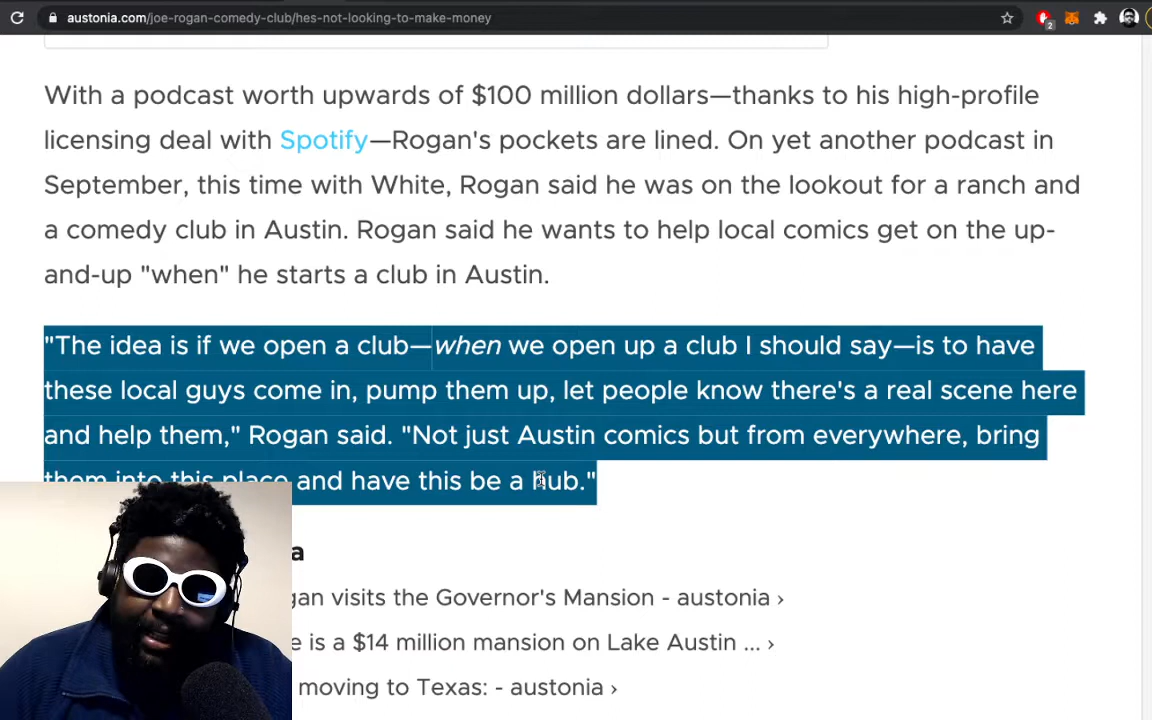 austonia.com/joe-rogan-comedy-club/hes-not-looking-to-make-money
2
With a podcast worth upwards of $100 million dollars—thanks to his high-profile
licensing deal with Spotify—Rogan's pockets are lined. On yet another podcast in
September, this time with White, Rogan said he was on the lookout for a ranch and
a comedy club in Austin. Rogan said he wants to help local comics get on the up-
and-up "when" he starts a club in Austin.
"The idea is if we open a club—when we open up a club I should say—is to have
these local guys come in, pump them up, let people know there's a real scene here
and help them," Rogan said. "Not just Austin comics but from everywhere, bring
them into this place and have this be a hub."
a
gan visits the Governor's Mansion - austonia ›
e is a $14 million mansion on Lake Austin ... ›
moving to Texas: - austonia ›